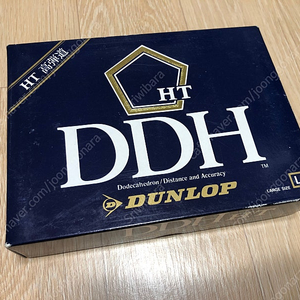 HT 高弾道
HT
DDH
TM
Dodecahedron/Distance and Accuracy
DUNLOP
LARGE SIZE L